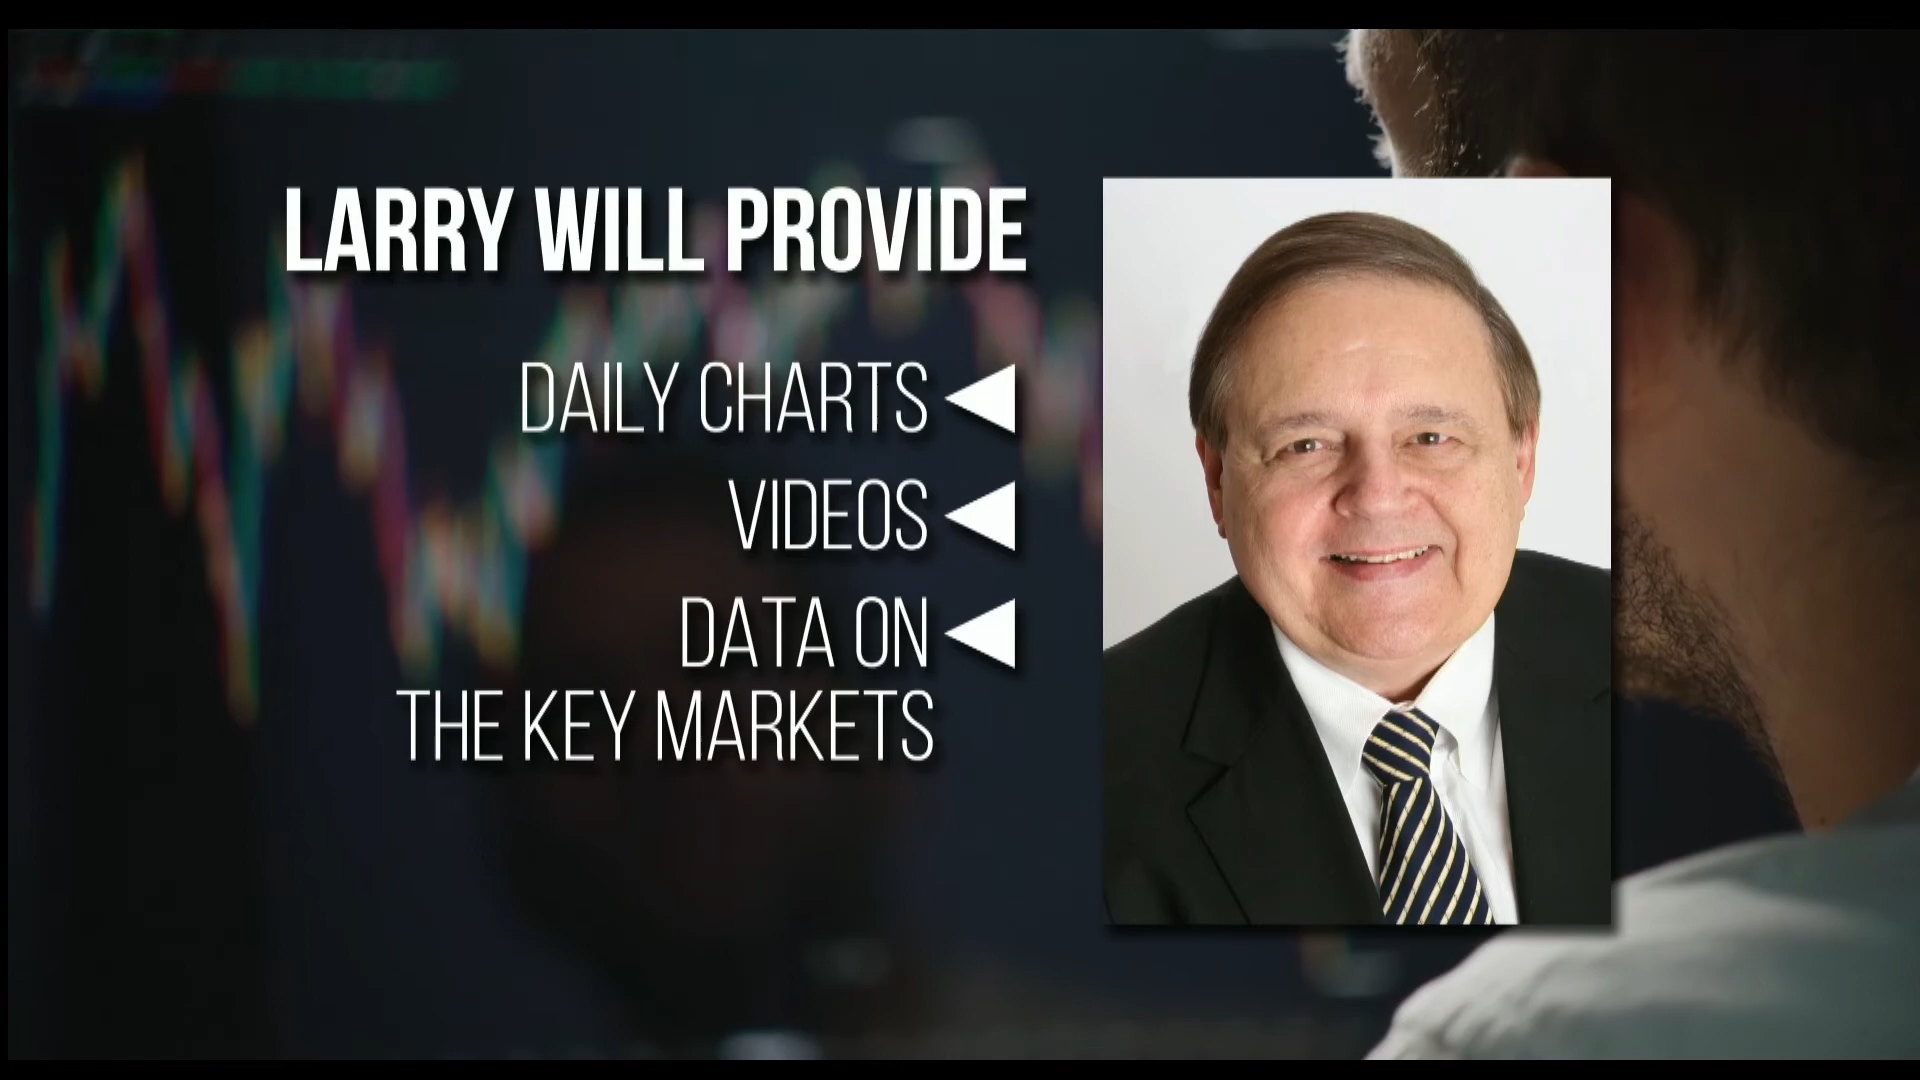 LARRY WILL PROVIDE
DAILY CHARTS
VIDEOS
DATA ON
THE KEY MARKETS